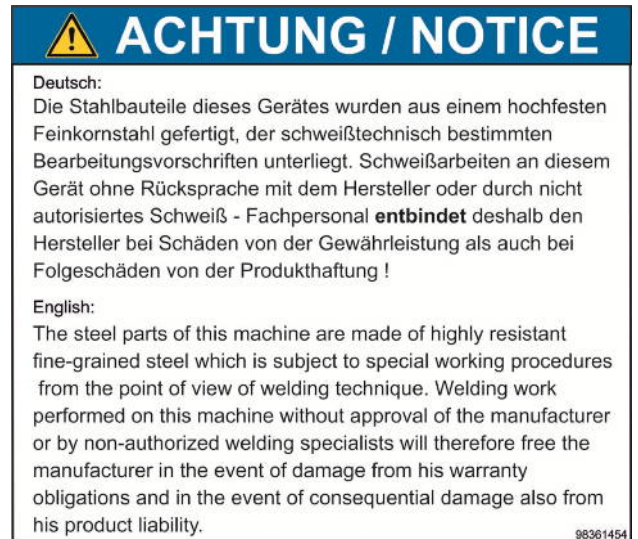 ACHTUNG / NOTICE
Deutsch:
Die Stahlbauteile dieses Gerätes wurden aus einem hochfesten
Feinkornstahl gefertigt, der schweißtechnisch bestimmten
Bearbeitungsvorschriften unterliegt. Schweißarbeiten an diesem
Gerät ohne Rücksprache mit dem Hersteller oder durch nicht
autorisiertes Schweiß - Fachpersonal entbindet deshalb den
Hersteller bei Schäden von der Gewährleistung als auch bei
Folgeschäden von der Produkthaftung !
English:
The steel parts of this machine are made of highly resistant
fine-grained steel which is subject to special working procedures
from the point of view of welding technique. Welding work
performed on this machine without approval of the manufacturer
or by non-authorized welding specialists will therefore free the
manufacturer in the event of damage from his warranty
obligations and in the event of consequential damage also from
his product liability.
98361454